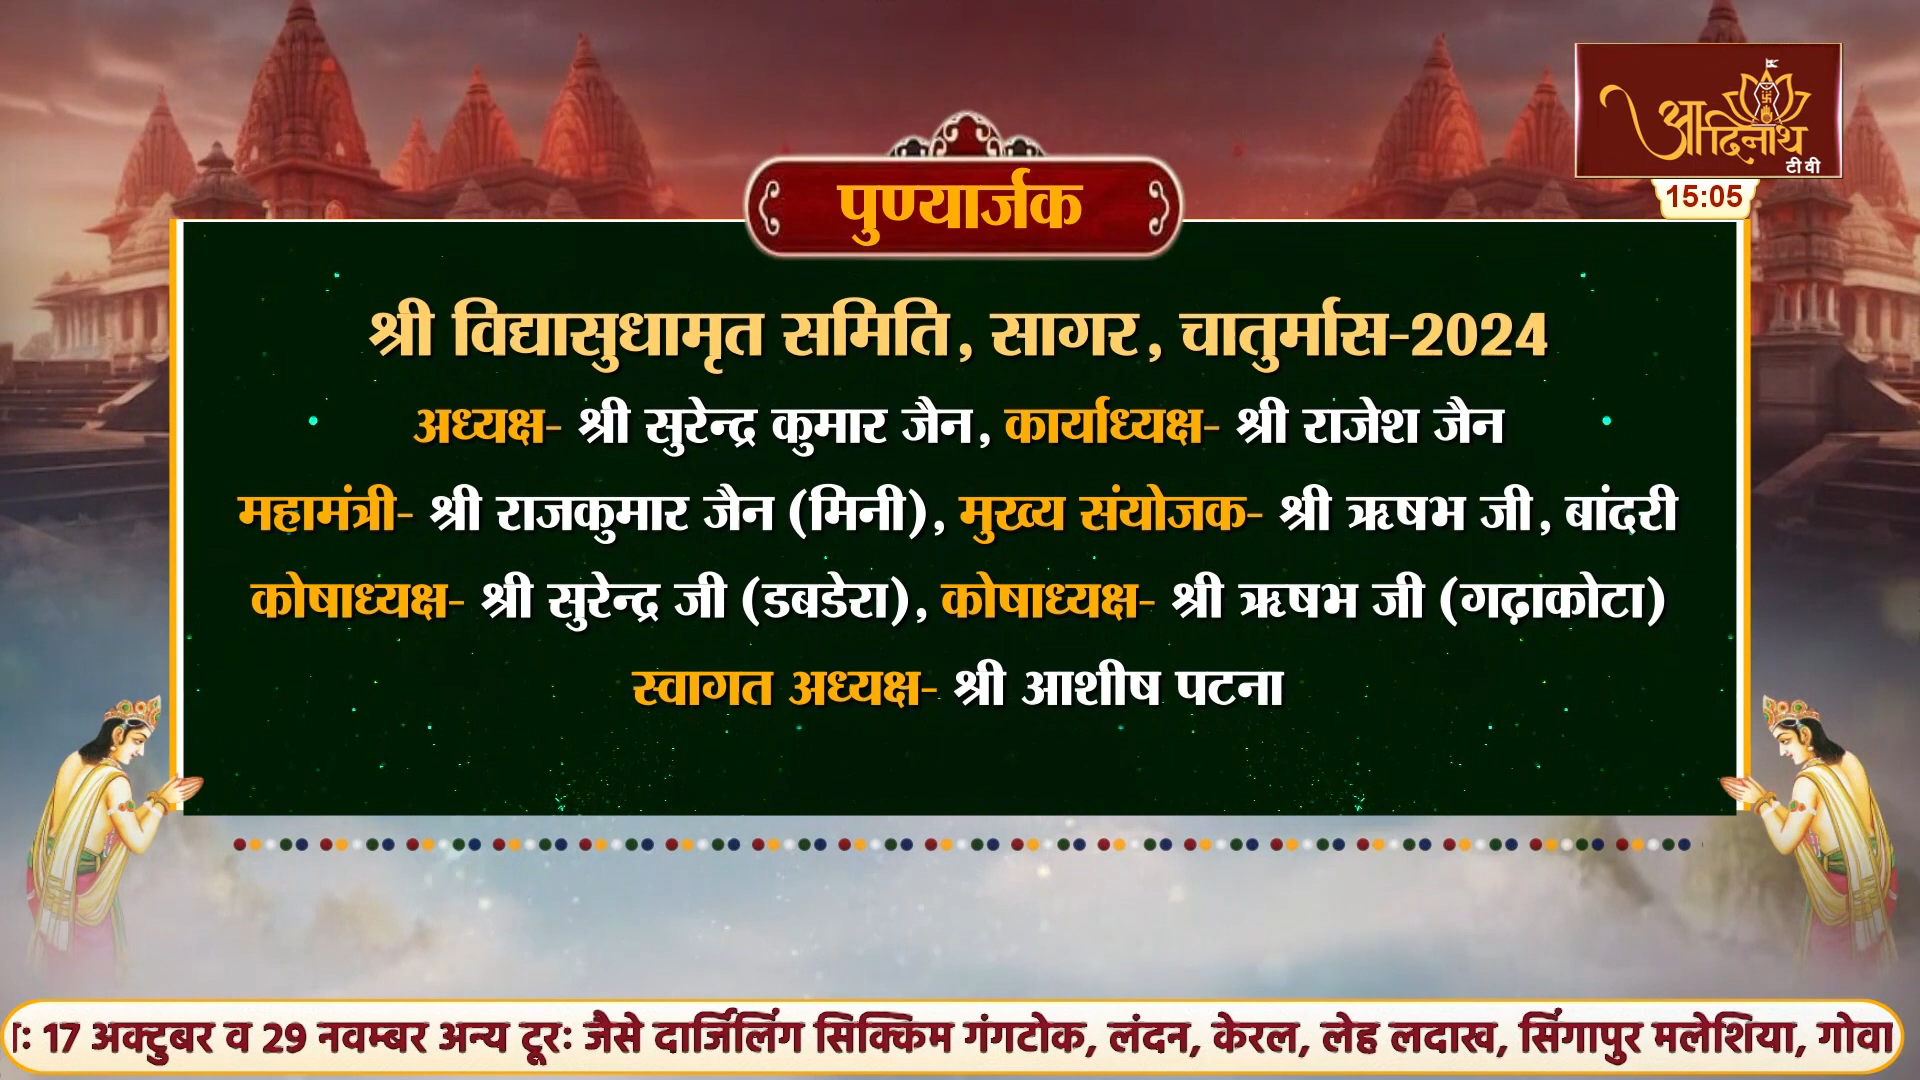 आदिनाथ
टीवी
15:05
पुण्यार्जक
श्री विद्यासुधामृत समिति, सागर, चातुर्मास-2024
अध्यक्ष- श्री सुरेन्द्र कुमार जैन, कार्याध्यक्ष- श्री राजेश जैन
महामंत्री- श्री राजकुमार जैन (मिनी), मुख्य संयोजक- श्री ऋषभ जी, बांदरी
कोषाध्यक्ष- श्री सुरेन्द्र जी (डबडेरा), कोषाध्यक्ष- श्री ऋषभ जी (गढ़ाकोटा)
स्वागत अध्यक्ष- श्री आशीष पटना
: 17 अक्टुबर व 29 नवम्बर अन्य टूरः जैसे दार्जिलिंग सिक्किम गंगटोक, लंदन, केरल, लेह लदाख, सिंगापुर मलेशिया, गोवा